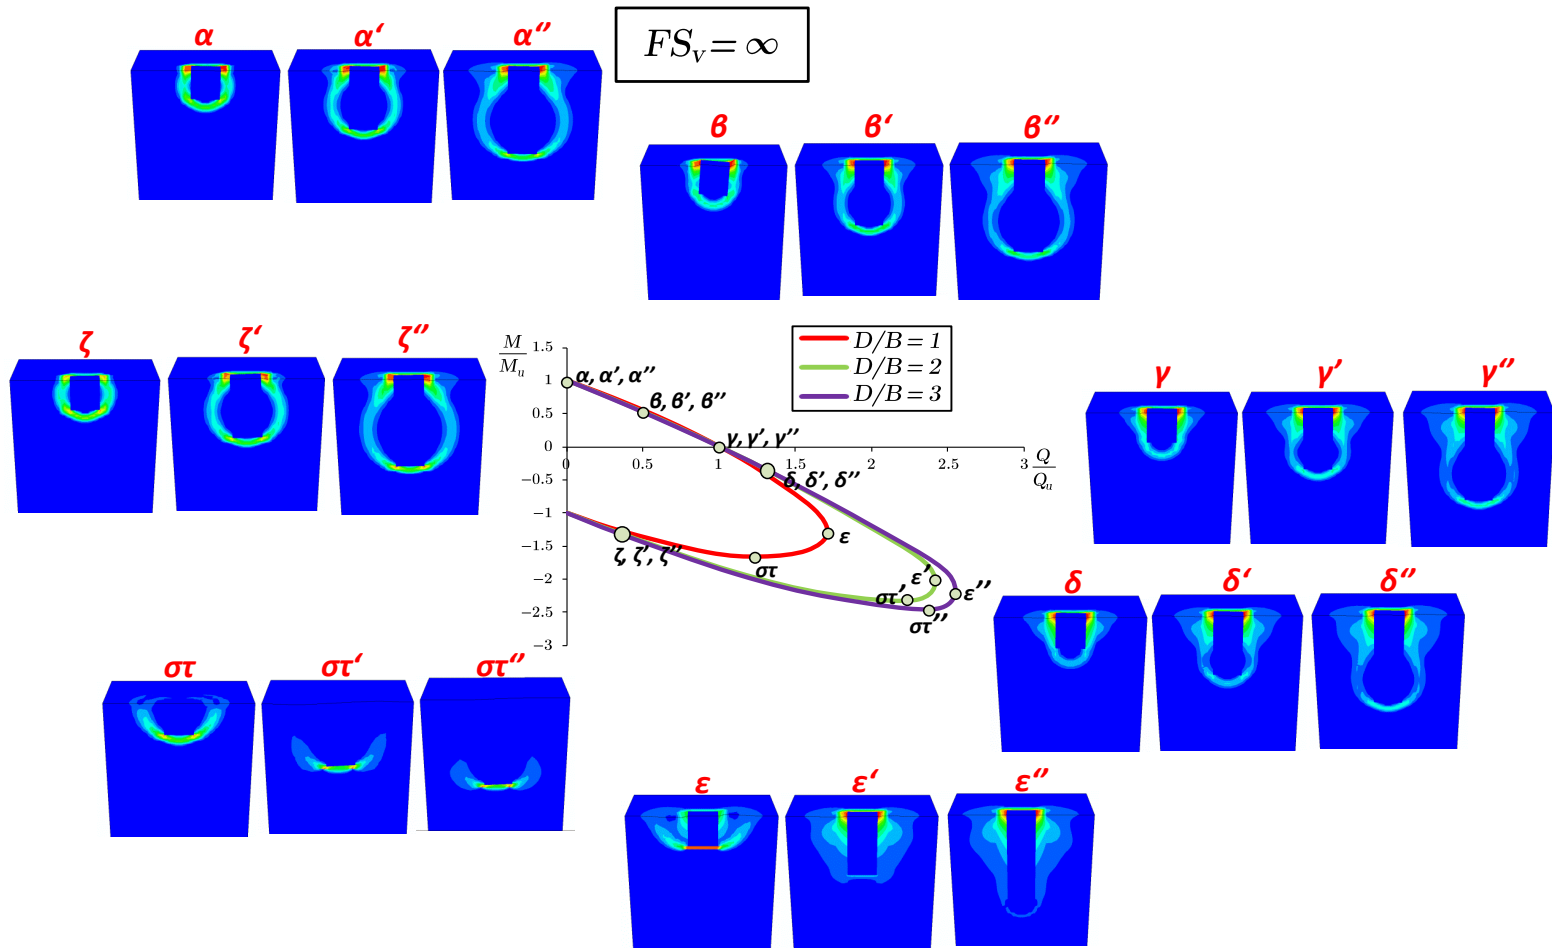 α α‘ α‘’
FSᵥ = ∞
β β‘ β‘’
ζ ζ‘ ζ‘’
D/B = 1
D/B = 2
D/B = 3
M/Mᵤ
1.5
1
0.5
0
−0.5
−1
−1.5
−2
−2.5
−3
0 0.5 1 1.5 2 2.5 3
Q/Qᵤ
α, α’, α’’
β, β’, β’’
γ, γ’, γ’’
δ, δ’, δ’’
ε
στ
ζ, ζ’, ζ’’
ε’
στ’
ε’’
στ’’
γ γ’ γ‘’
δ δ‘ δ‘’
στ στ‘ στ‘’
ε ε‘ ε‘’